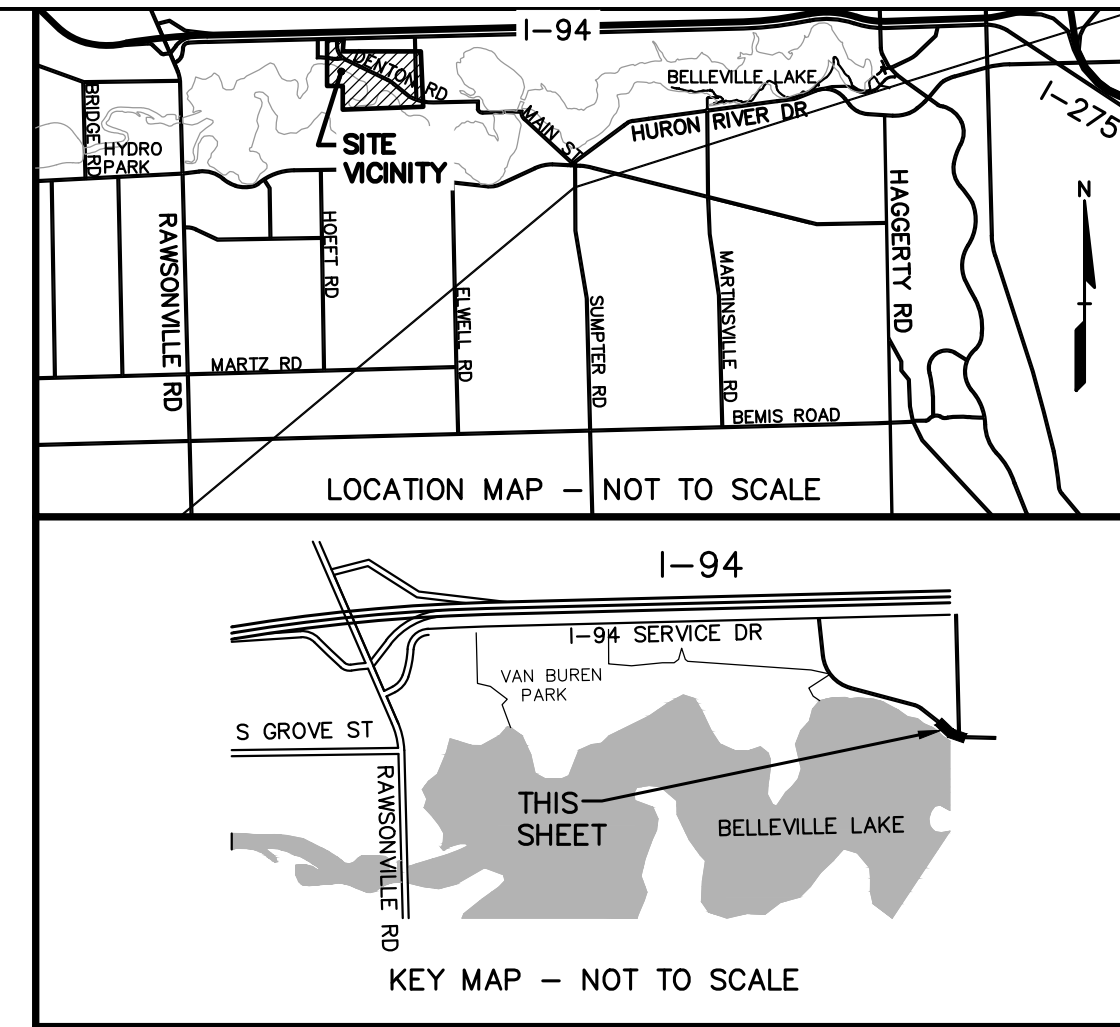 I-94
DENTON RD
BELLEVILLE LAKE
I-275
BRIDGE RD
MAIN ST
HURON RIVER DR
HYDRO
PARK
SITE
VICINITY
N
RAWSONVILLE RD
HOEFT RD
HAGGERTY RD
ELWELL RD
SUMPTER RD
MARTINSVILLE RD
MARTZ RD
BEMIS ROAD
LOCATION MAP - NOT TO SCALE
I-94
I-94 SERVICE DR
VAN BUREN
PARK
S GROVE ST
RAWSONVILLE RD
THIS
SHEET
BELLEVILLE LAKE
KEY MAP - NOT TO SCALE